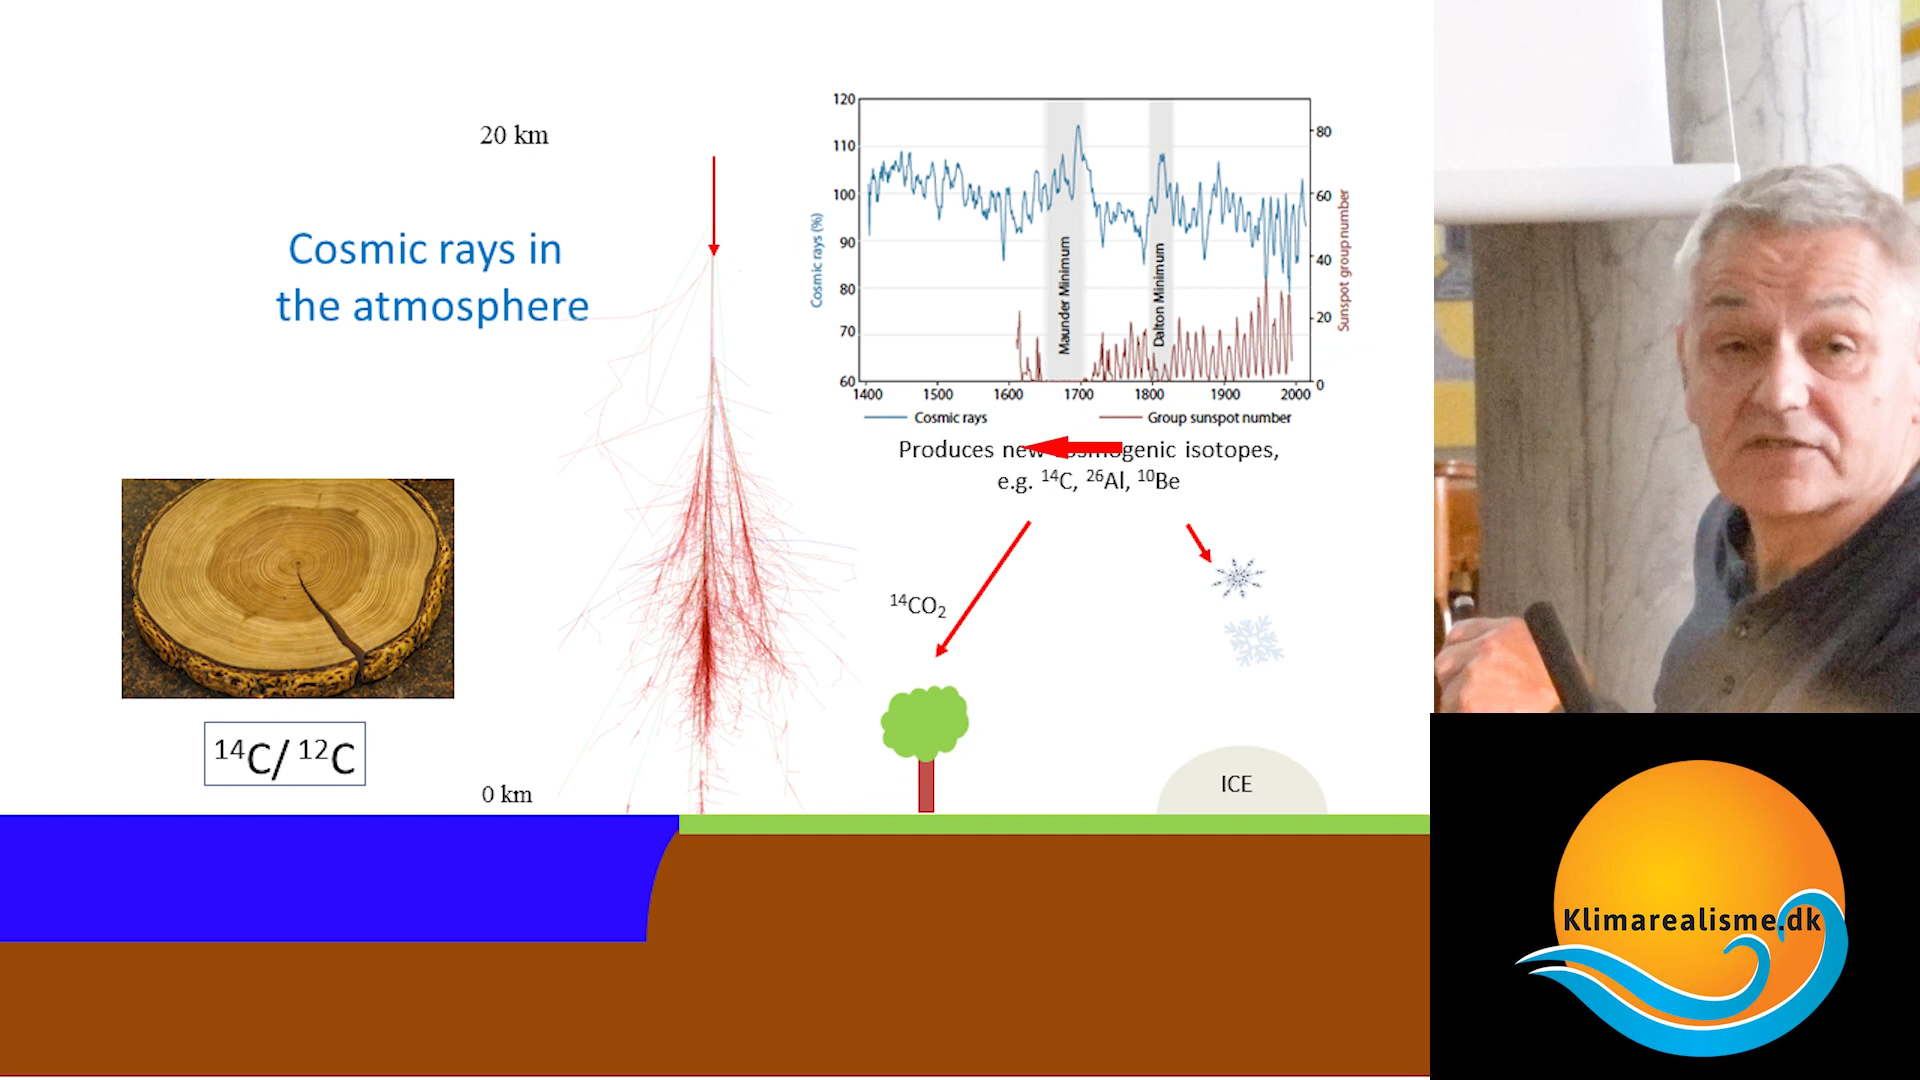 20 km
Cosmic rays in
the atmosphere
120
110
100
90
80
70
60
80
60
40
20
0
Cosmic rays (%)
Sunspot group number
Maunder Minimum
Dalton Minimum
1400 1500 1600 1700 1800 1900 2000
Cosmic rays
Group sunspot number
Produces new cosmogenic isotopes,
e.g. ¹⁴C, ²⁶Al, ¹⁰Be
¹⁴CO₂
¹⁴C/ ¹²C
0 km
ICE
Klimarealisme.dk